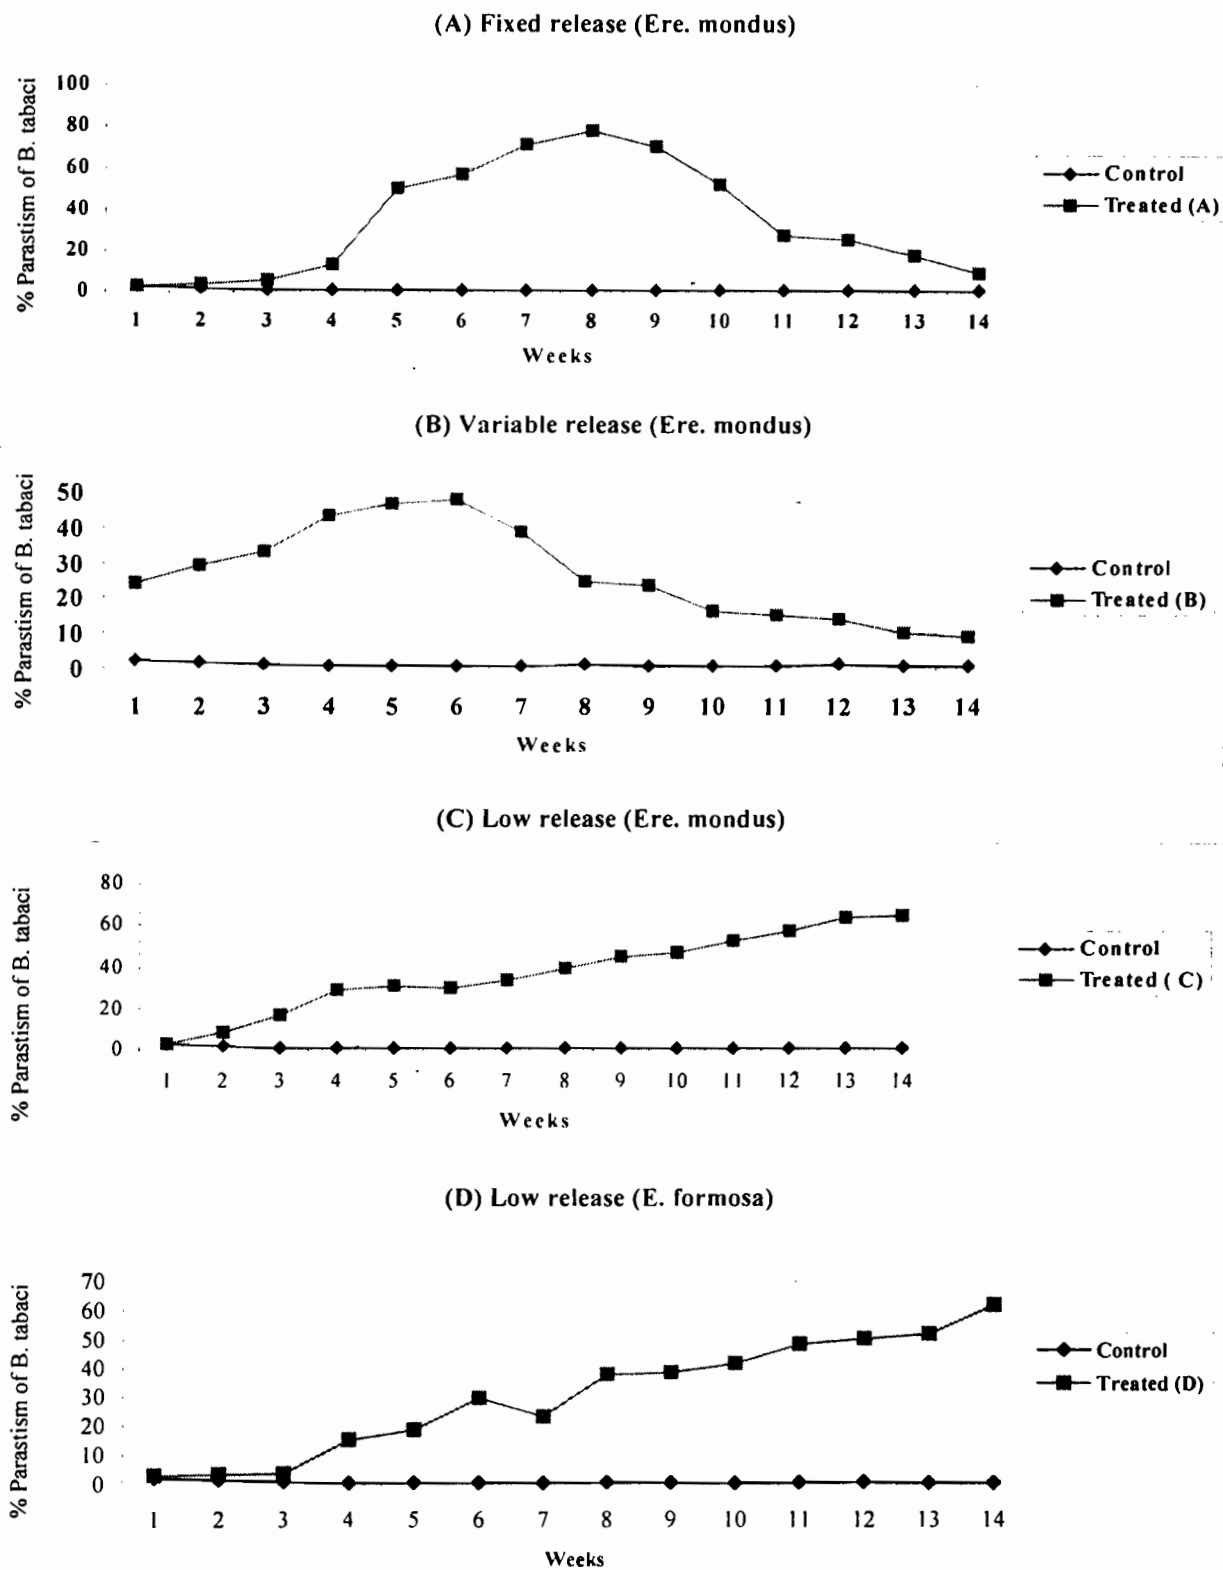 (A) Fixed release (Ere. mondus)
% Parastism of B. tabaci
100
80
60
40
20
0
1 2 3 4 5 6 7 8 9 10 11 12 13 14
Weeks
Control
Treated (A)
(B) Variable release (Ere. mondus)
% Parastism of B. tabaci
50
40
30
20
10
0
1 2 3 4 5 6 7 8 9 10 11 12 13 14
Weeks
Control
Treated (B)
(C) Low release (Ere. mondus)
% Parastism of B. tabaci
80
60
40
20
0
1 2 3 4 5 6 7 8 9 10 11 12 13 14
Weeks
Control
Treated ( C)
(D) Low release (E. formosa)
% Parastism of B. tabaci
70
60
50
40
30
20
10
0
1 2 3 4 5 6 7 8 9 10 11 12 13 14
Weeks
Control
Treated (D)